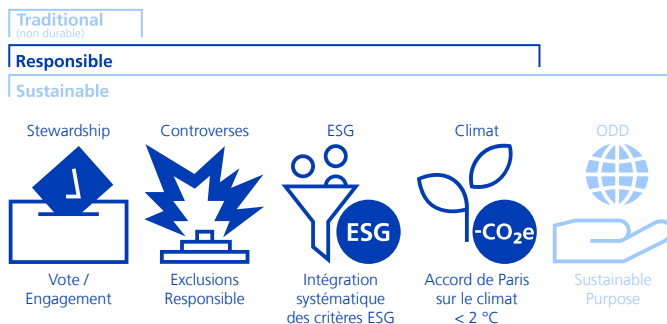 Traditional
(non durable)
Responsible
Sustainable
Stewardship
Controverses
ESG
Climat
ODD
ESG
-CO₂e
Vote /
Engagement
Exclusions
Responsible
Intégration
systématique
des critères ESG
Accord de Paris
sur le climat
< 2 °C
Sustainable
Purpose